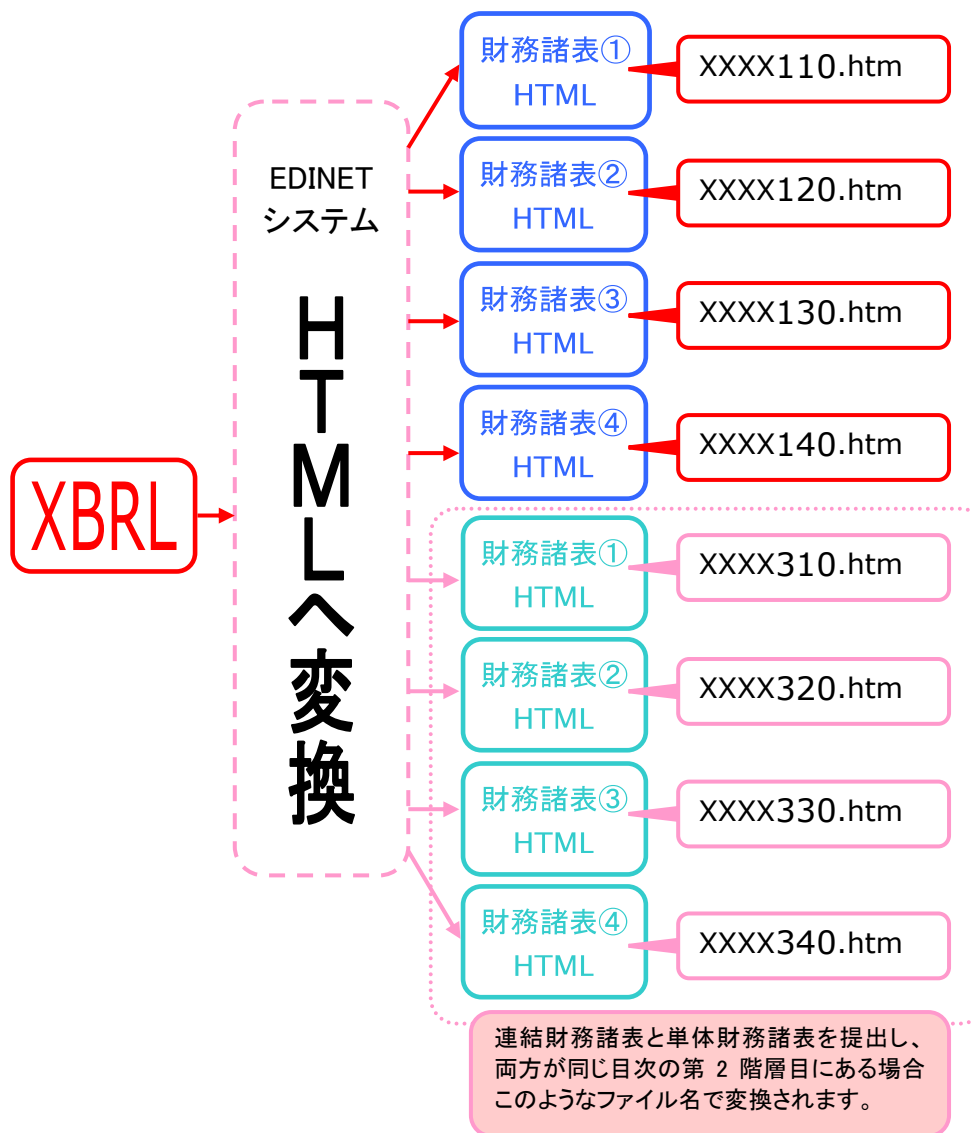 XBRL
EDINET
システム
HTMLへ変換
財務諸表①
HTML
XXXX110.htm
財務諸表②
HTML
XXXX120.htm
財務諸表③
HTML
XXXX130.htm
財務諸表④
HTML
XXXX140.htm
財務諸表①
HTML
XXXX310.htm
財務諸表②
HTML
XXXX320.htm
財務諸表③
HTML
XXXX330.htm
財務諸表④
HTML
XXXX340.htm
連結財務諸表と単体財務諸表を提出し、
両方が同じ目次の第 2 階層目にある場合
このようなファイル名で変換されます。